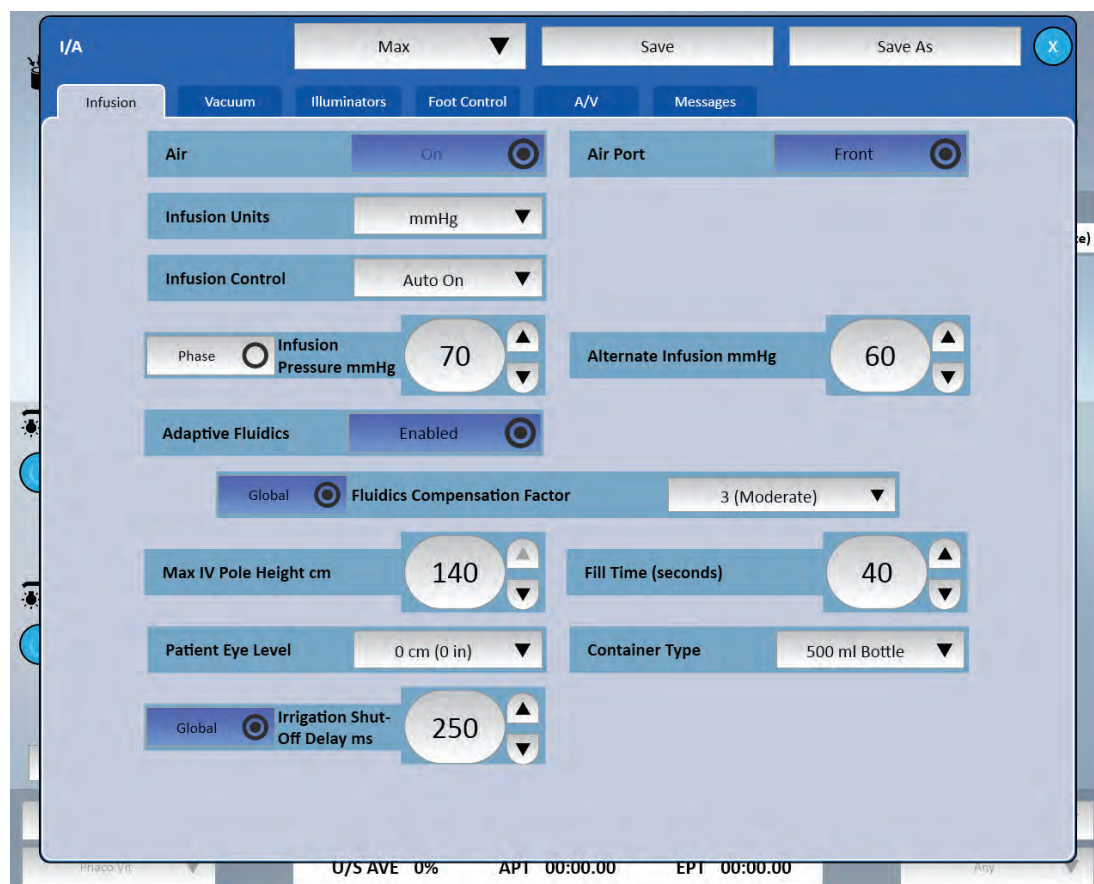 I/A
Max
Save
Save As
X
Infusion
Vacuum
Illuminators
Foot Control
A/V
Messages
Air
On
Air Port
Front
Infusion Units
mmHg
Infusion Control
Auto On
Phase
Infusion
Pressure mmHg
70
Alternate Infusion mmHg
60
Adaptive Fluidics
Enabled
Global
Fluidics Compensation Factor
3 (Moderate)
Max IV Pole Height cm
140
Fill Time (seconds)
40
Patient Eye Level
0 cm (0 in)
Container Type
500 ml Bottle
Global
Irrigation Shut-
Off Delay ms
250
Phaco Vit
U/S AVE 0%
APT 00:00.00
EPT 00:00.00
Any